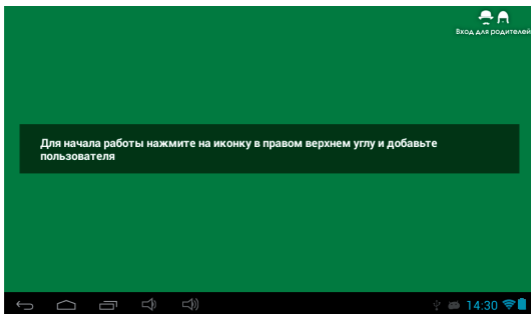 Вход для родителей
Для начала работы нажмите на иконку в правом верхнем углу и добавьте
пользователя
14:30